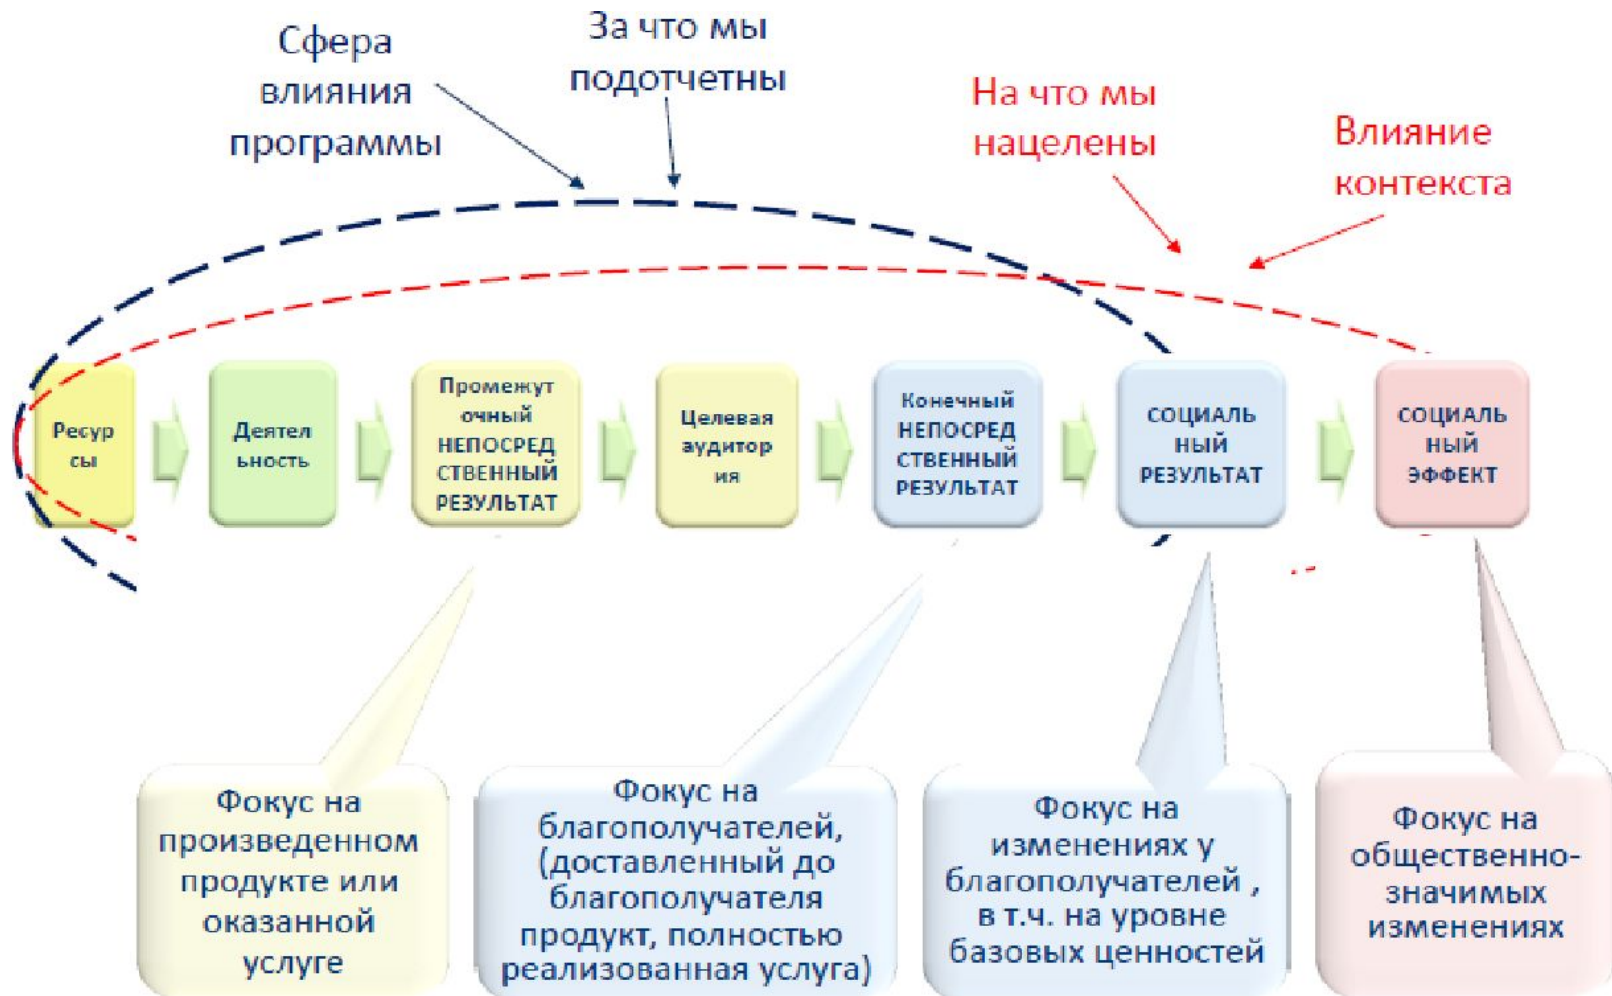 Сфера
влияния
программы
За что мы
подотчетны
На что мы
нацелены
Влияние
контекста
Ресур
сы
Деятел
ьность
Промежут
очный
НЕПОСРЕД
СТВЕННЫЙ
РЕЗУЛЬТАТ
Целевая
аудитор
ия
Конечный
НЕПОСРЕД
СТВЕННЫЙ
РЕЗУЛЬТАТ
СОЦИАЛЬ
НЫЙ
РЕЗУЛЬТАТ
СОЦИАЛЬ
НЫЙ
ЭФФЕКТ
Фокус на
произведенном
продукте или
оказанной
услуге
Фокус на
благополучателей,
(доставленный до
благополучателя
продукт, полностью
реализованная услуга)
Фокус на
изменениях у
благополучателей ,
в т.ч. на уровне
базовых ценностей
Фокус на
общественно-
значимых
изменениях